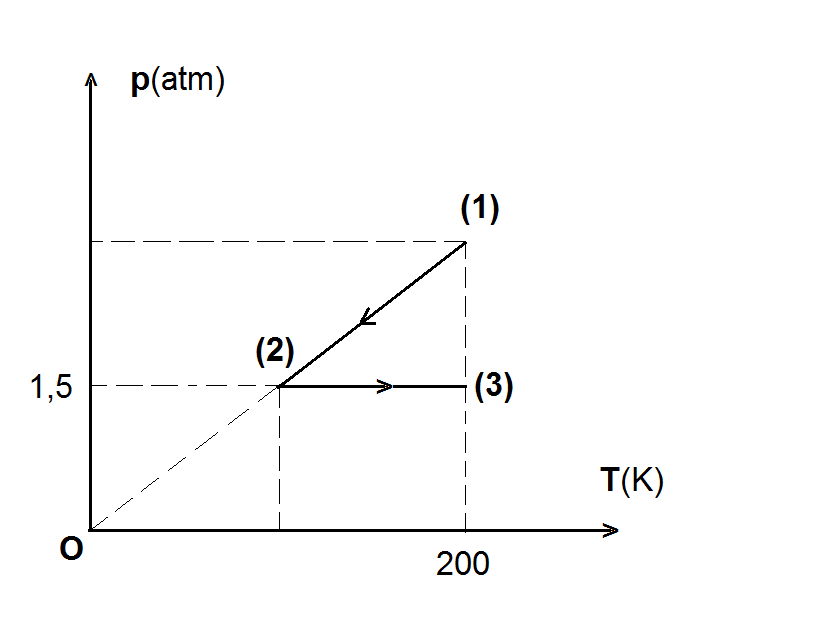 p(atm)
(1)
(2)
1,5
(3)
T(K)
O
200